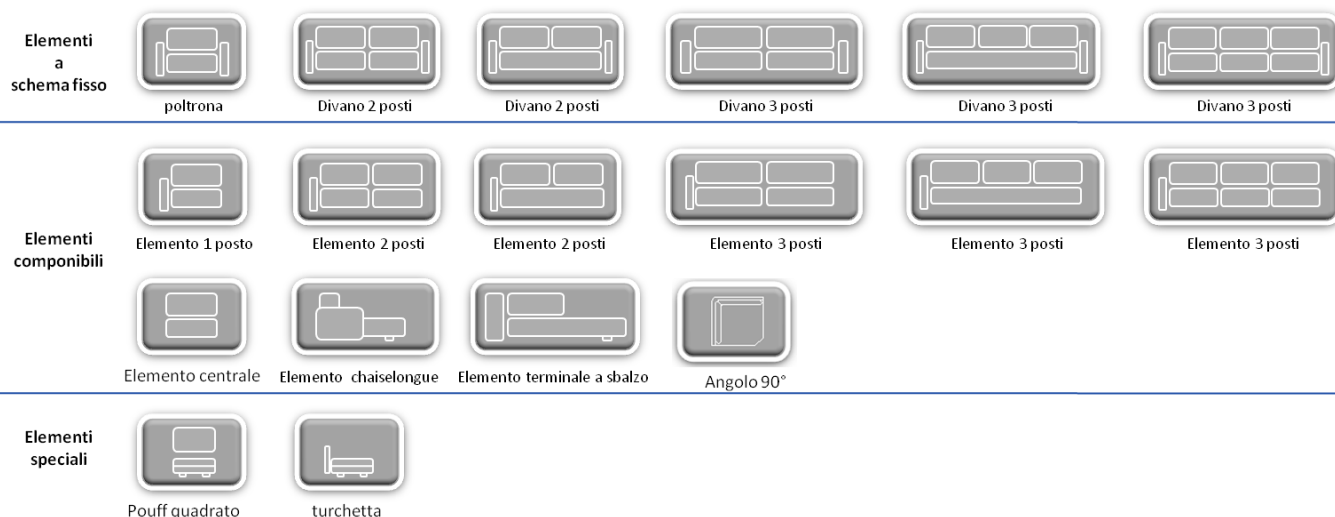 Elementi
a
schema fisso
poltrona
Divano 2 posti
Divano 2 posti
Divano 3 posti
Divano 3 posti
Divano 3 posti
Elementi
componibili
Elemento 1 posto
Elemento 2 posti
Elemento 2 posti
Elemento 3 posti
Elemento 3 posti
Elemento 3 posti
Elemento centrale
Elemento chaiselongue
Elemento terminale a sbalzo
Angolo 90°
Elementi
speciali
Pouff quadrato
turchetta